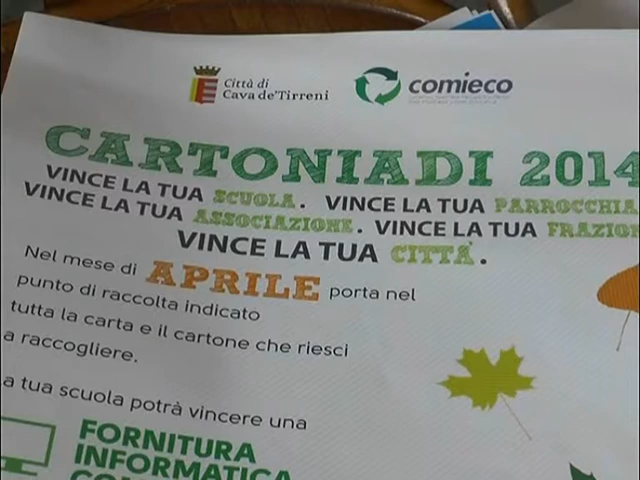 Città di
Cava de'Tirreni
comieco
CARTONIADI 2014
VINCE LA TUA SCUOLA. VINCE LA TUA PARROCCHIA
VINCE LA TUA ASSOCIAZIONE. VINCE LA TUA FRAZION
VINCE LA TUA CITTÀ.
Nel mese di APRILE porta nel
punto di raccolta indicato
tutta la carta e il cartone che riesci
a raccogliere.
a tua scuola potrà vincere una
FORNITURA
INFORMATICA